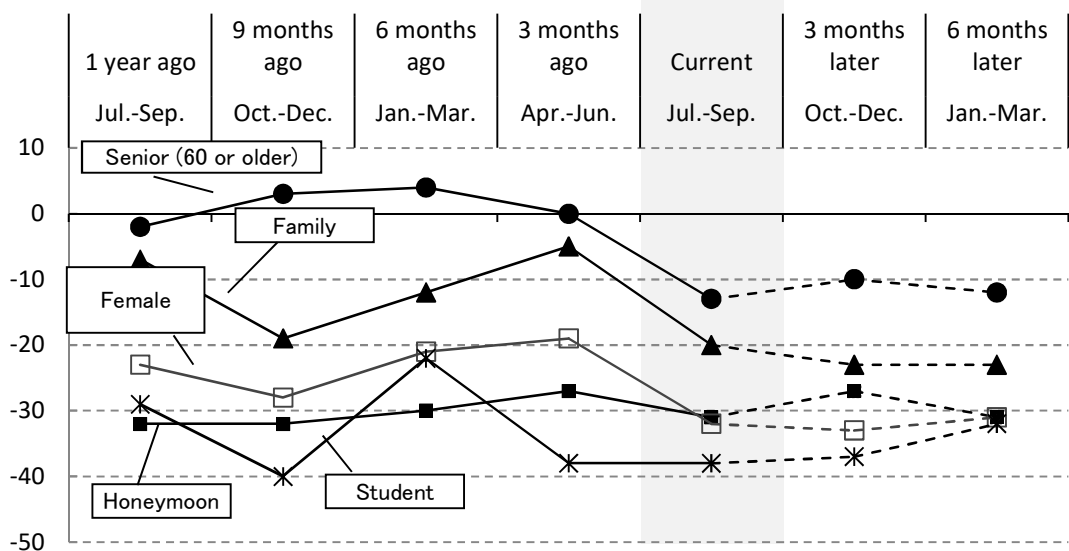 1 year ago
Jul.-Sep.
9 months
ago
Oct.-Dec.
6 months
ago
Jan.-Mar.
3 months
ago
Apr.-Jun.
Current
Jul.-Sep.
3 months
later
Oct.-Dec.
6 months
later
Jan.-Mar.
10
Senior (60 or older)
0
Family
-10
Female
-20
-30
-40
Honeymoon
Student
-50